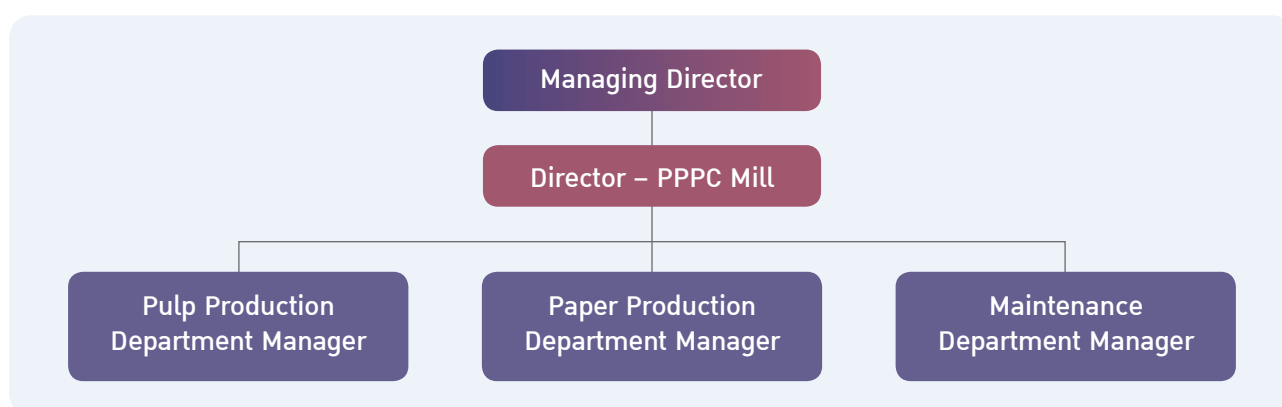 Managing Director
Director – PPPC Mill
Pulp Production
Department Manager
Paper Production
Department Manager
Maintenance
Department Manager